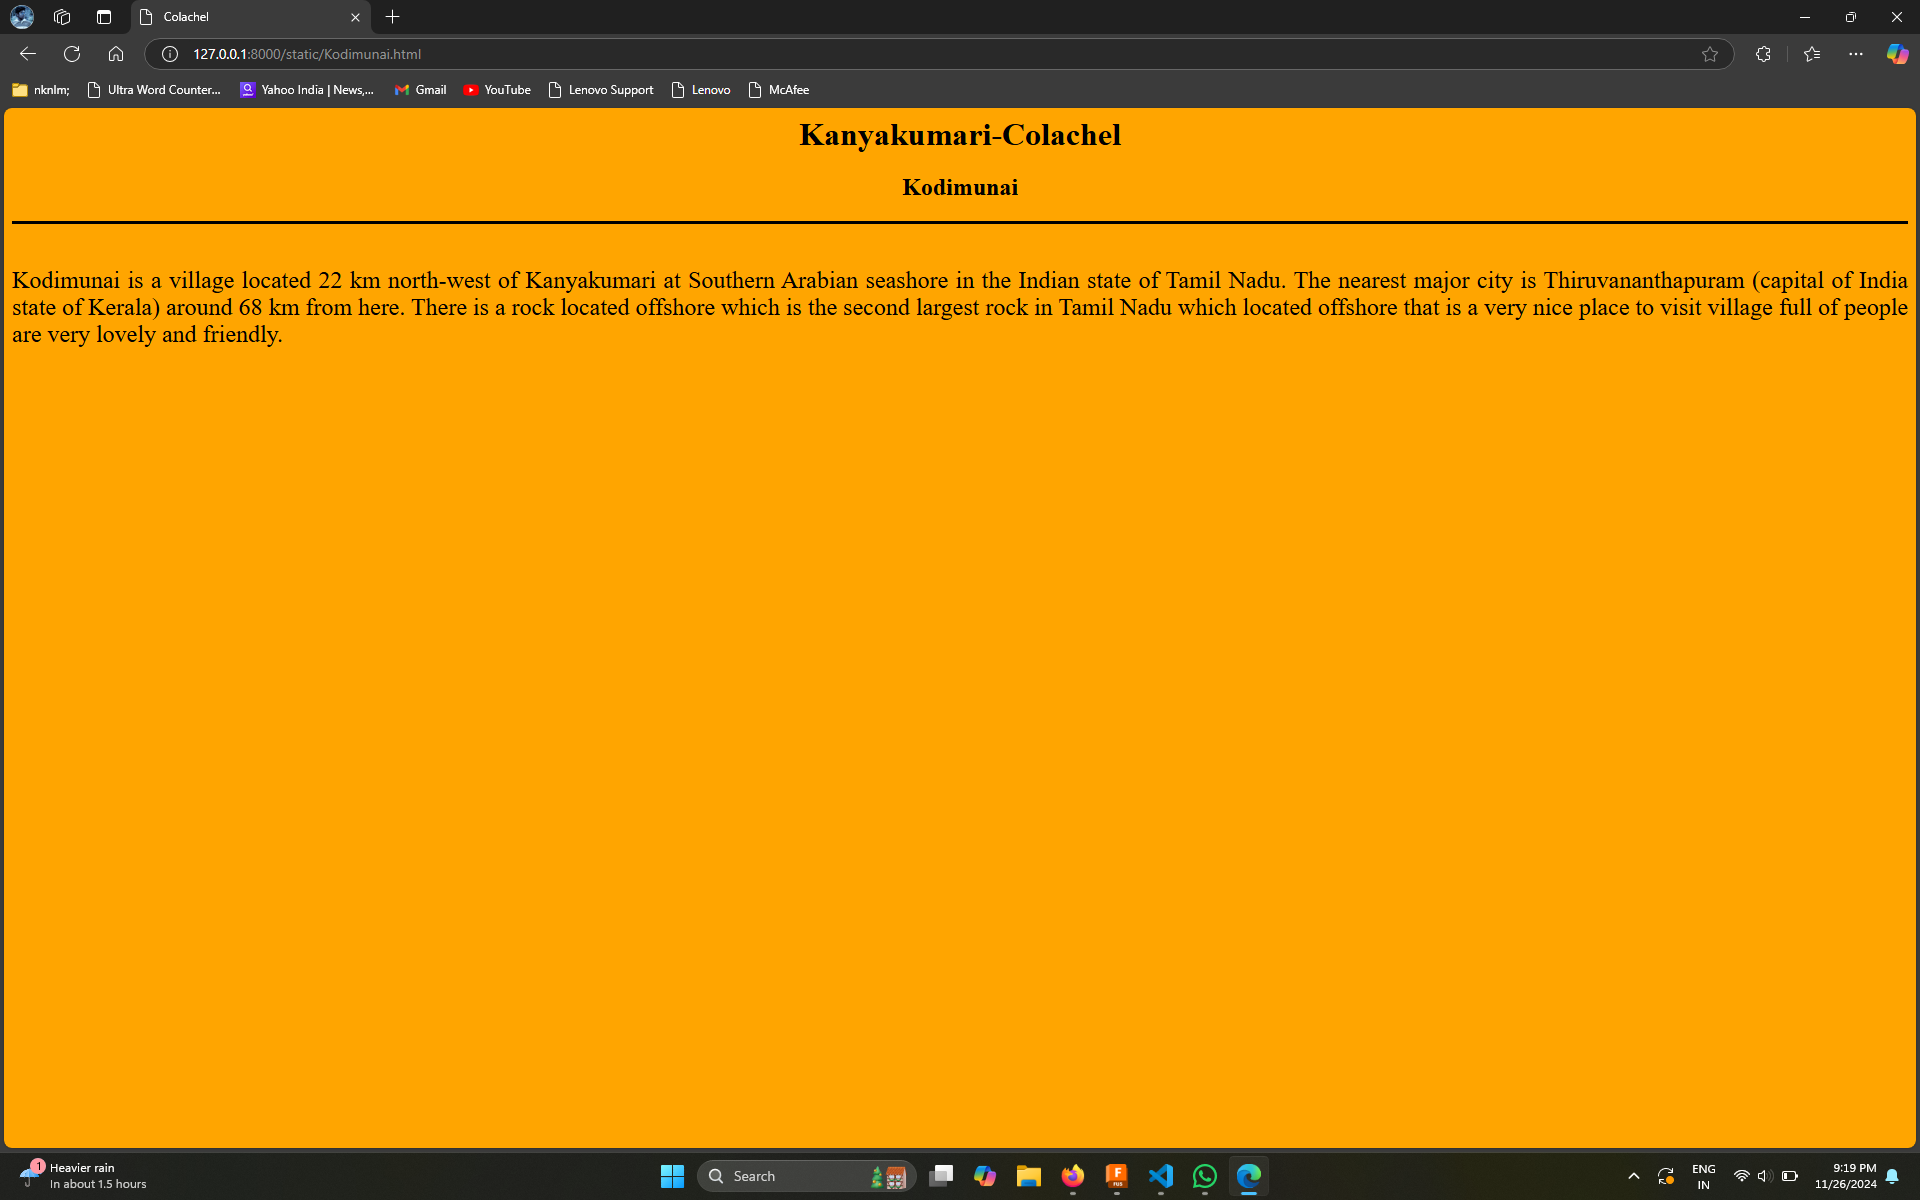 Colachel
127.0.0.1:8000/static/Kodimunai.html
nknlm;
Ultra Word Counter...
Yahoo India | News,...
Gmail
YouTube
Lenovo Support
Lenovo
McAfee
Kanyakumari-Colachel
Kodimunai
Kodimunai is a village located 22 km north-west of Kanyakumari at Southern Arabian seashore in the Indian state of Tamil Nadu. The nearest major city is Thiruvananthapuram (capital of India
state of Kerala) around 68 km from here. There is a rock located offshore which is the second largest rock in Tamil Nadu which located offshore that is a very nice place to visit village full of people
are very lovely and friendly.
1
Heavier rain
In about 1.5 hours
Search
F
FUS
ENG
IN
9:19 PM
11/26/2024